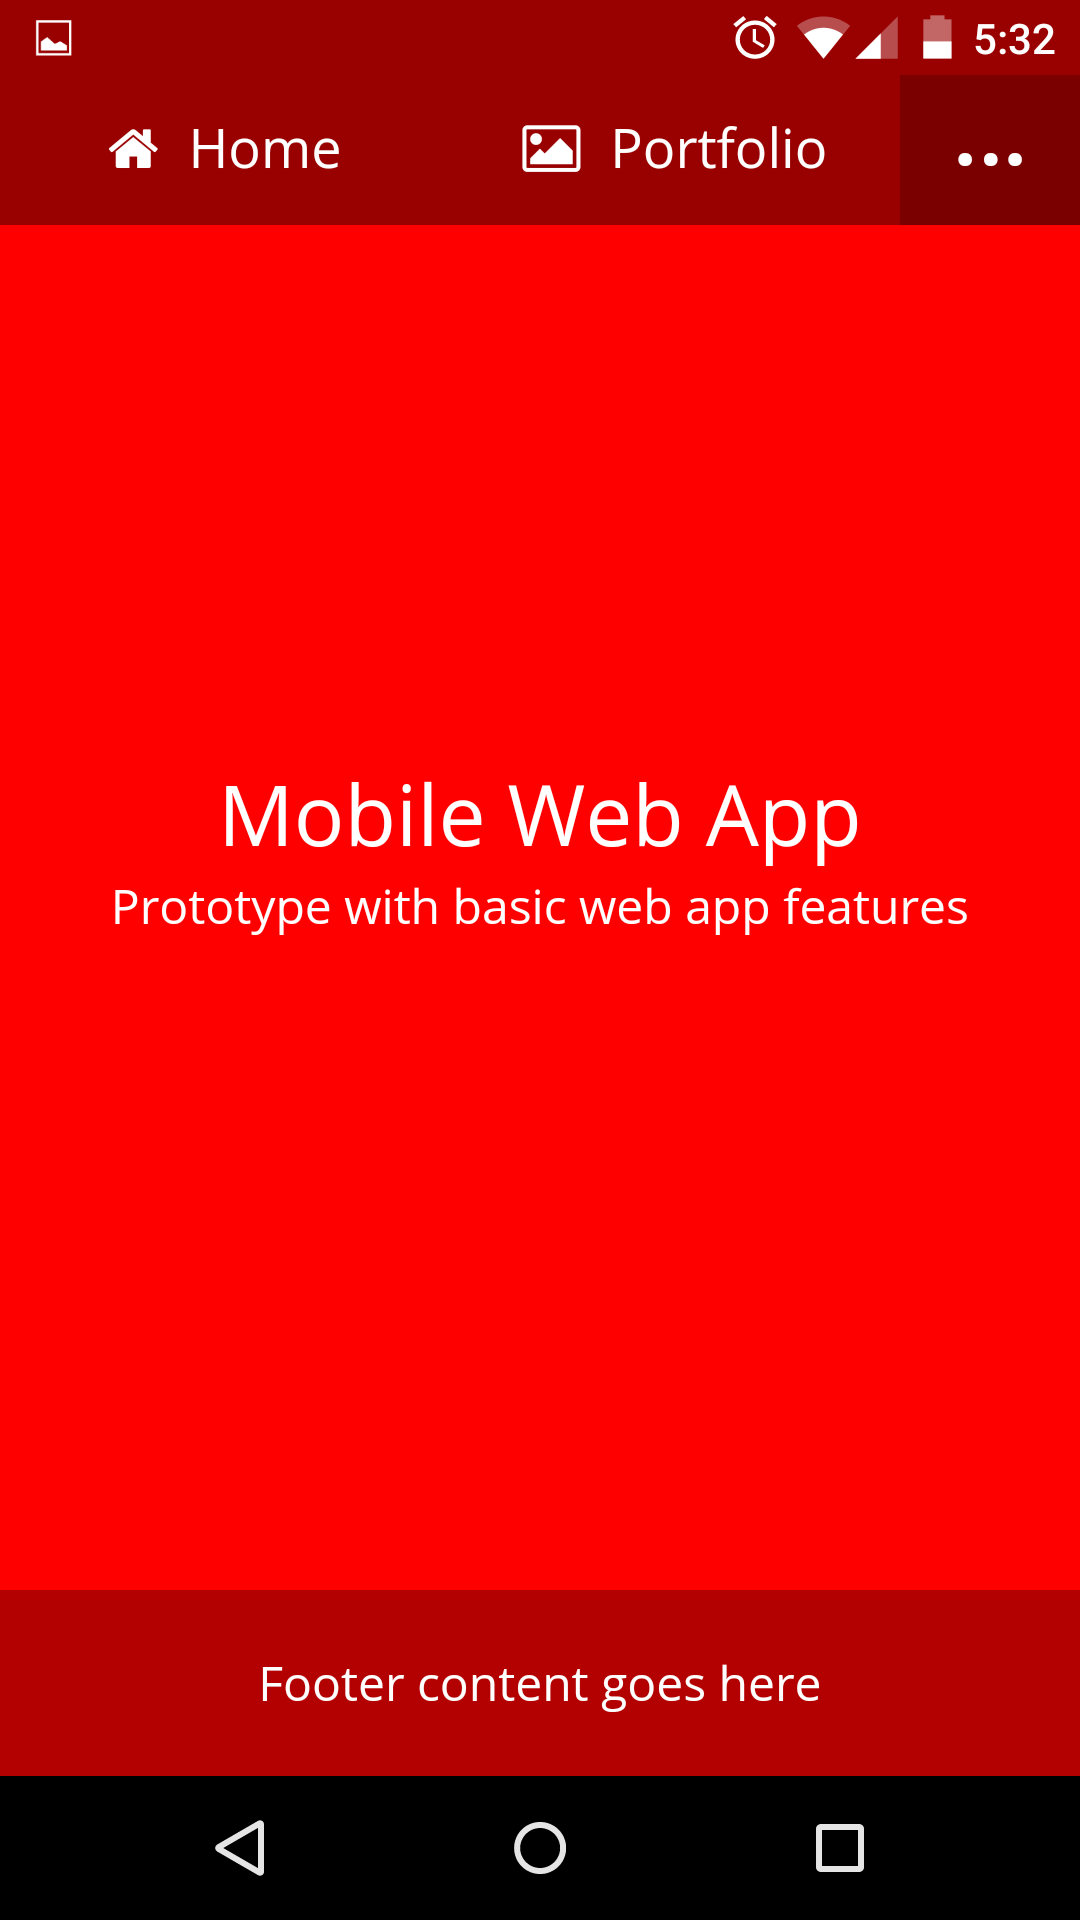 5:32
Home Portfolio
Mobile Web App
Prototype with basic web app features
Footer content goes here